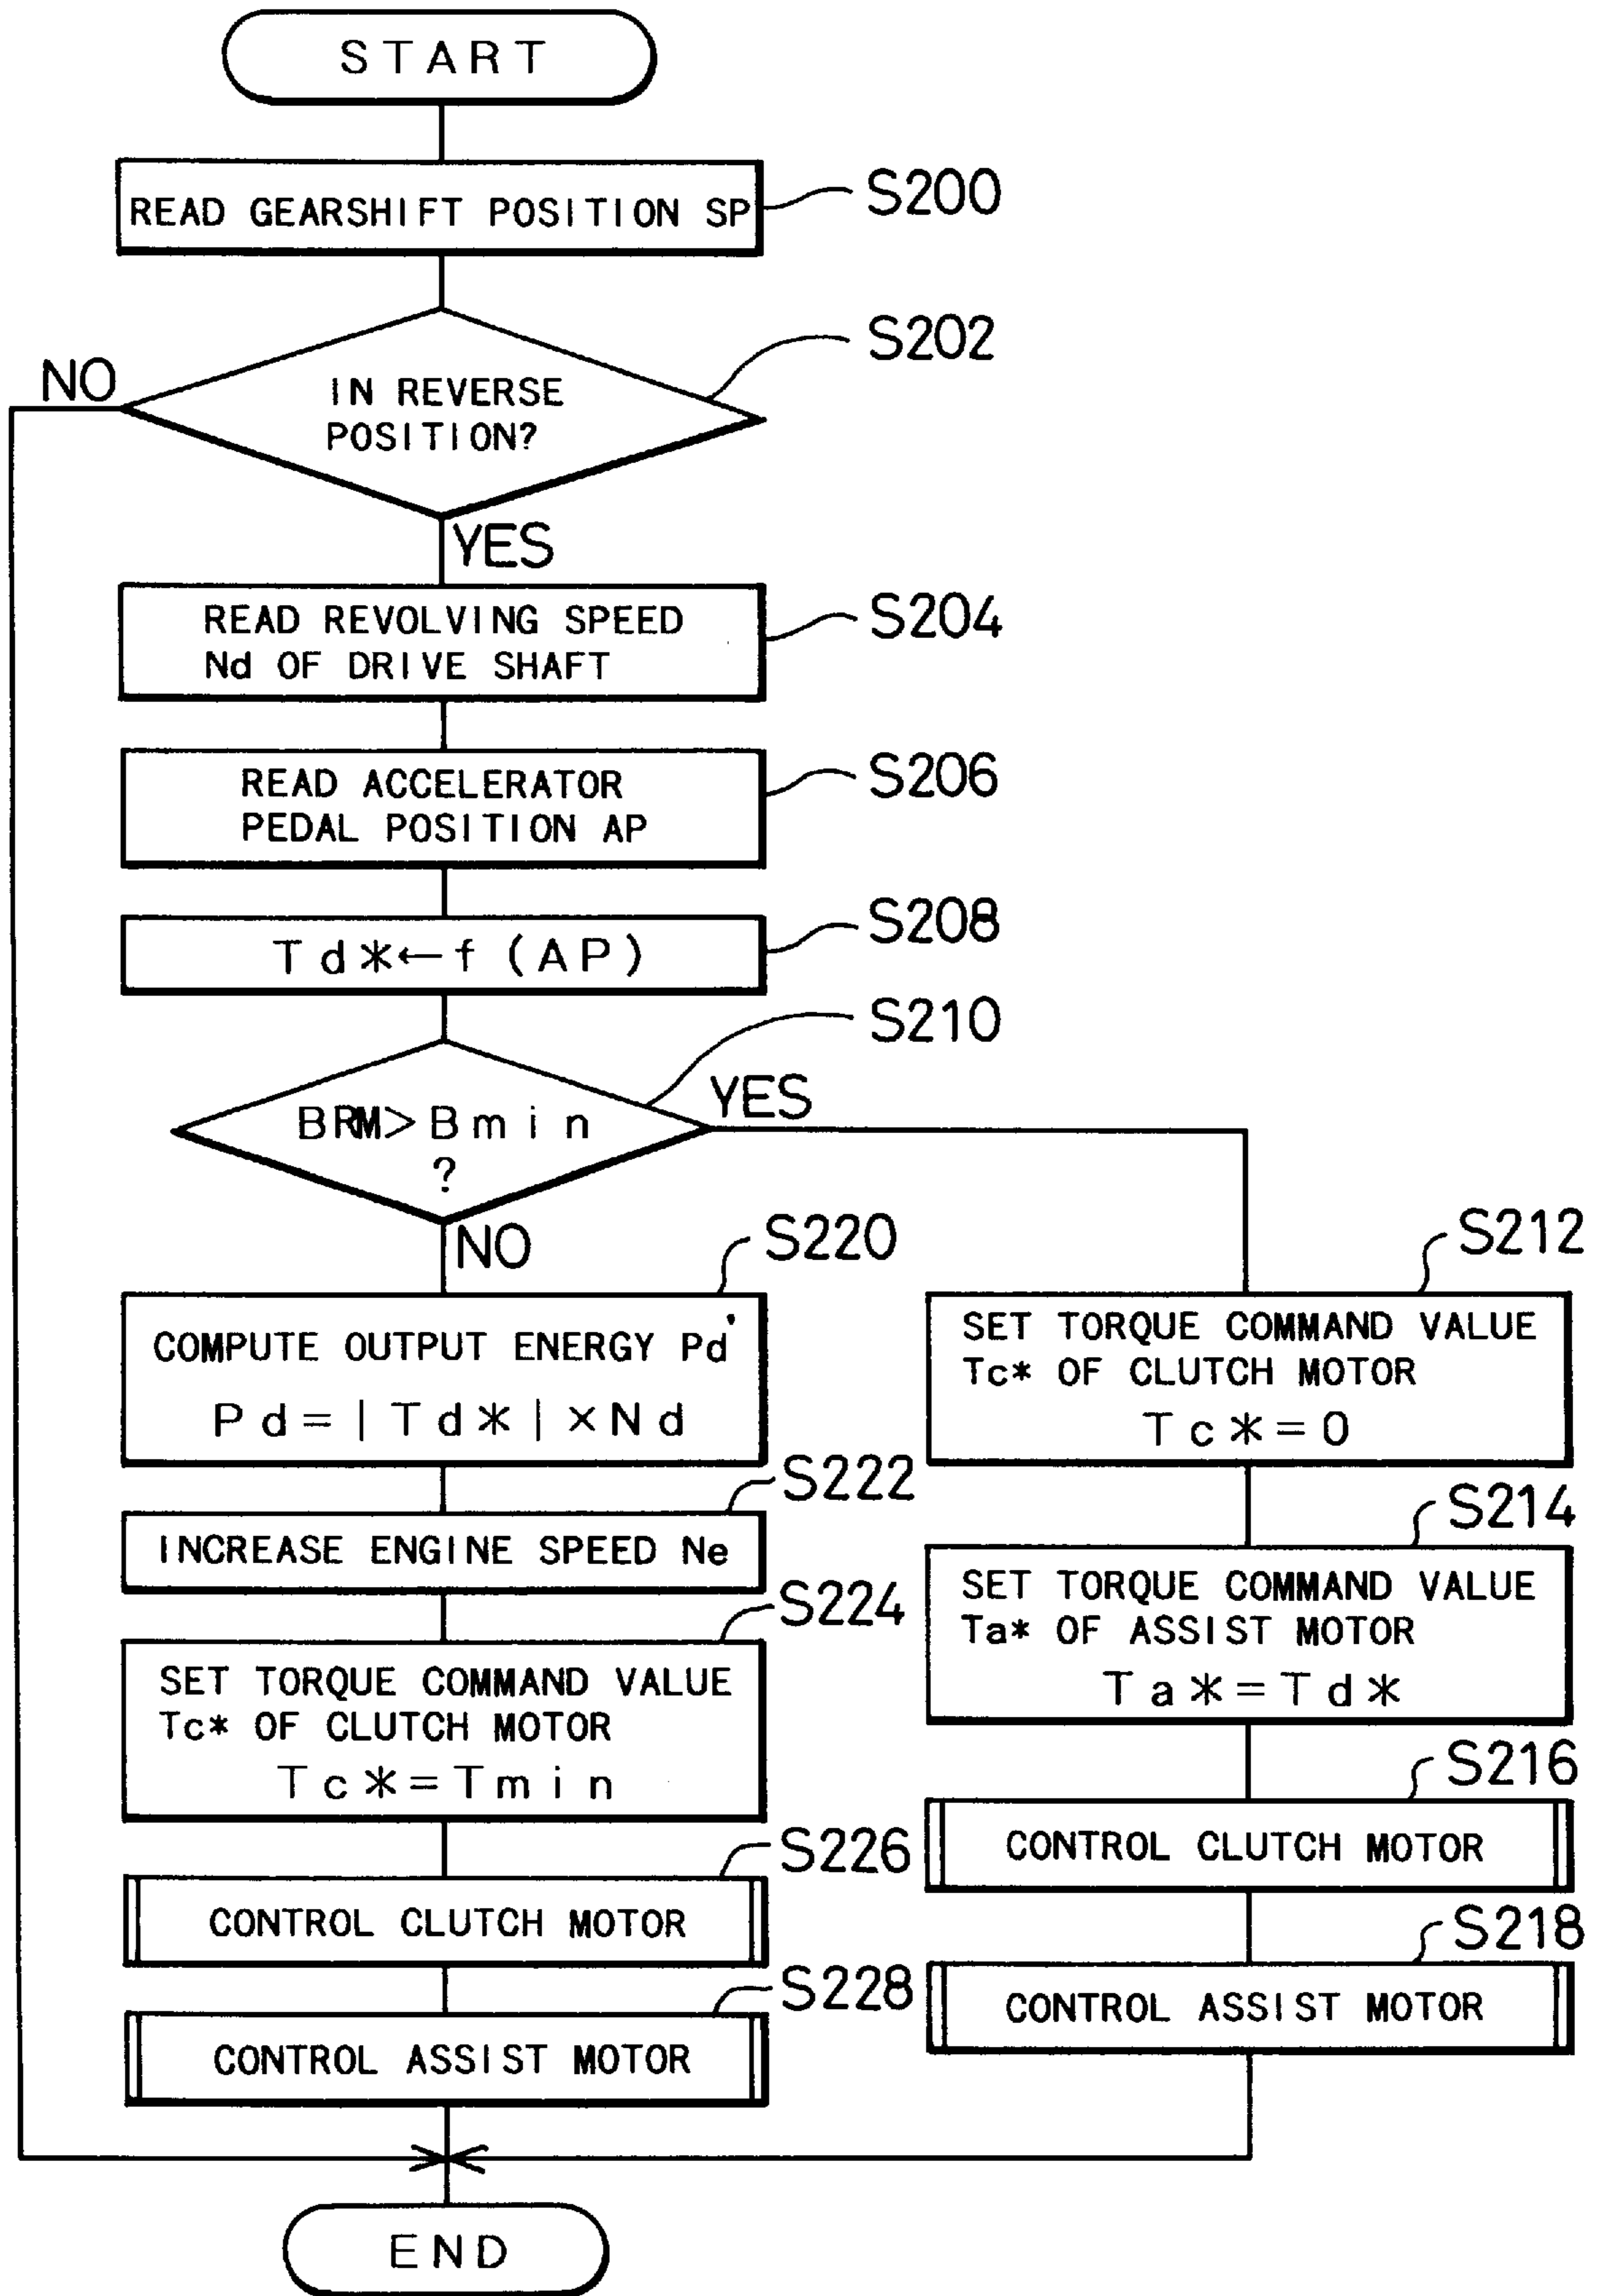 START
READ GEARSHIFT POSITION SP
S200
S202
NO
IN REVERSE
POSITION?
YES
READ REVOLVING SPEED
Nd OF DRIVE SHAFT
S204
READ ACCELERATOR
PEDAL POSITION AP
S206
Td*←f(AP)
S208
S210
BRM>Bmin
?
YES
NO
S220
COMPUTE OUTPUT ENERGY Pd'
Pd=|Td*|×Nd
S222
INCREASE ENGINE SPEED Ne
S224
SET TORQUE COMMAND VALUE
Tc* OF CLUTCH MOTOR
Tc*=Tmin
S226
CONTROL CLUTCH MOTOR
S228
CONTROL ASSIST MOTOR
S212
SET TORQUE COMMAND VALUE
Tc* OF CLUTCH MOTOR
Tc*=0
S214
SET TORQUE COMMAND VALUE
Ta* OF ASSIST MOTOR
Ta*=Td*
S216
CONTROL CLUTCH MOTOR
S218
CONTROL ASSIST MOTOR
END